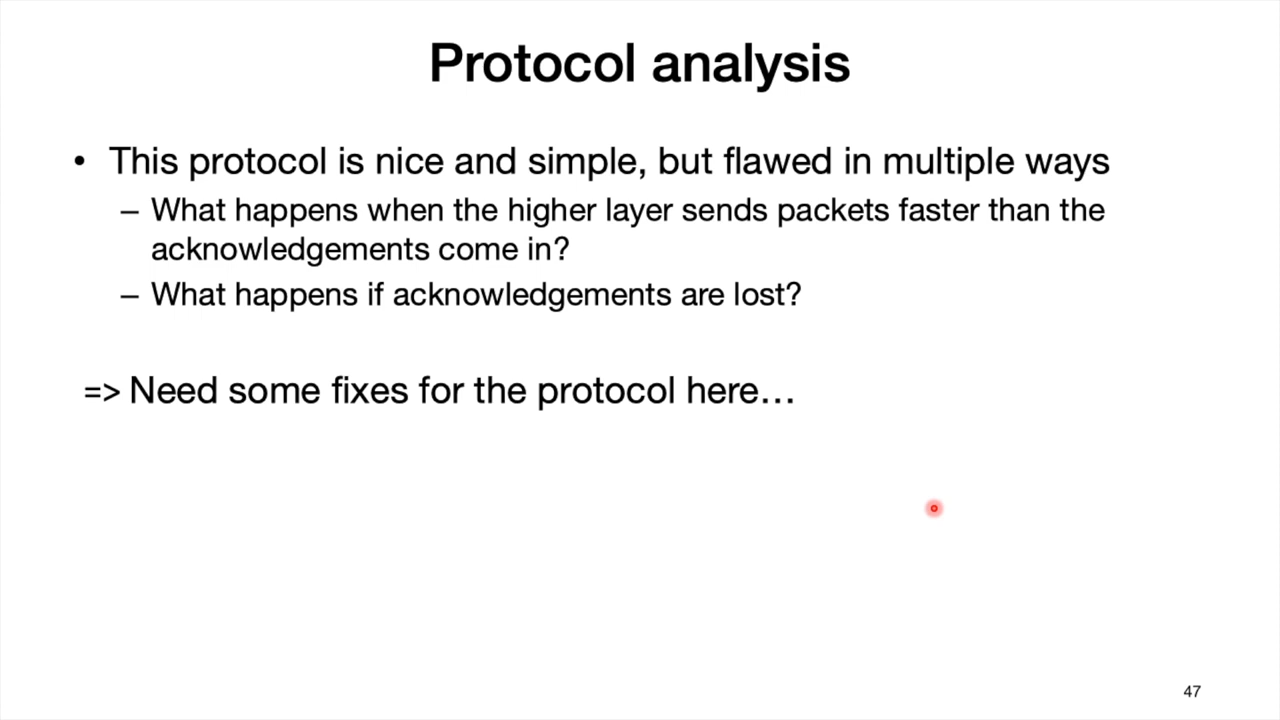 Protocol analysis
• This protocol is nice and simple, but flawed in multiple ways
– What happens when the higher layer sends packets faster than the
acknowledgements come in?
– What happens if acknowledgements are lost?
=> Need some fixes for the protocol here…
47